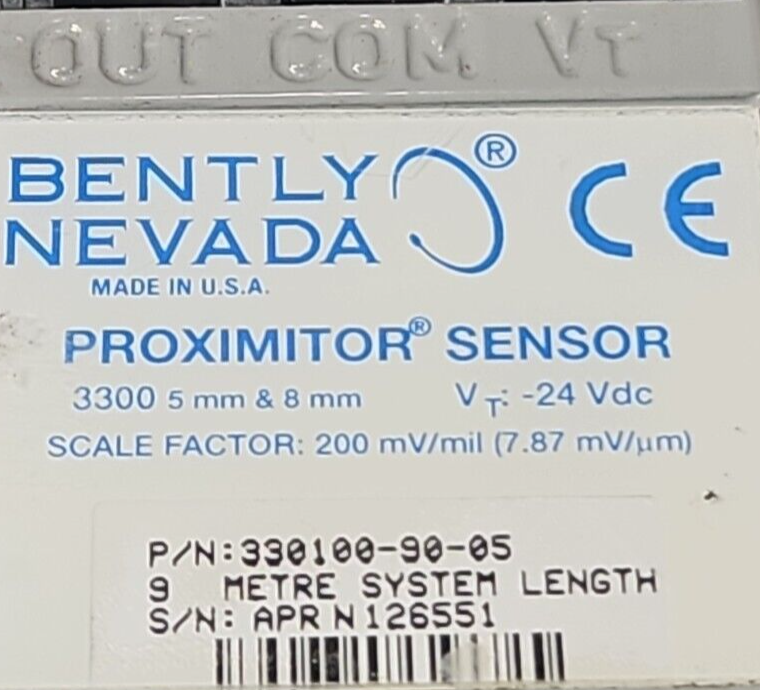 OUT COM VT
BENTLY ®
NEVADA CE
MADE IN U.S.A.
PROXIMITOR® SENSOR
3300 5 mm & 8 mm VT: -24 Vdc
SCALE FACTOR: 200 mV/mil (7.87 mV/µm)
P/N:330100-90-05
9 METRE SYSTEM LENGTH
S/N: APR N 126551